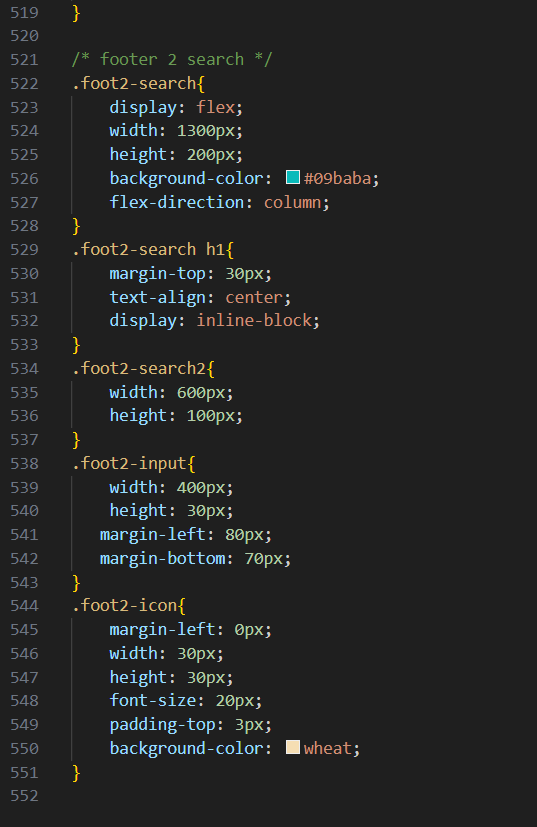 519 }
520
521 /* footer 2 search */
522 .foot2-search{
523     display: flex;
524     width: 1300px;
525     height: 200px;
526     background-color: #09baba;
527     flex-direction: column;
528 }
529 .foot2-search h1{
530     margin-top: 30px;
531     text-align: center;
532     display: inline-block;
533 }
534 .foot2-search2{
535     width: 600px;
536     height: 100px;
537 }
538 .foot2-input{
539     width: 400px;
540     height: 30px;
541    margin-left: 80px;
542    margin-bottom: 70px;
543 }
544 .foot2-icon{
545     margin-left: 0px;
546     width: 30px;
547     height: 30px;
548     font-size: 20px;
549     padding-top: 3px;
550     background-color: wheat;
551 }
552